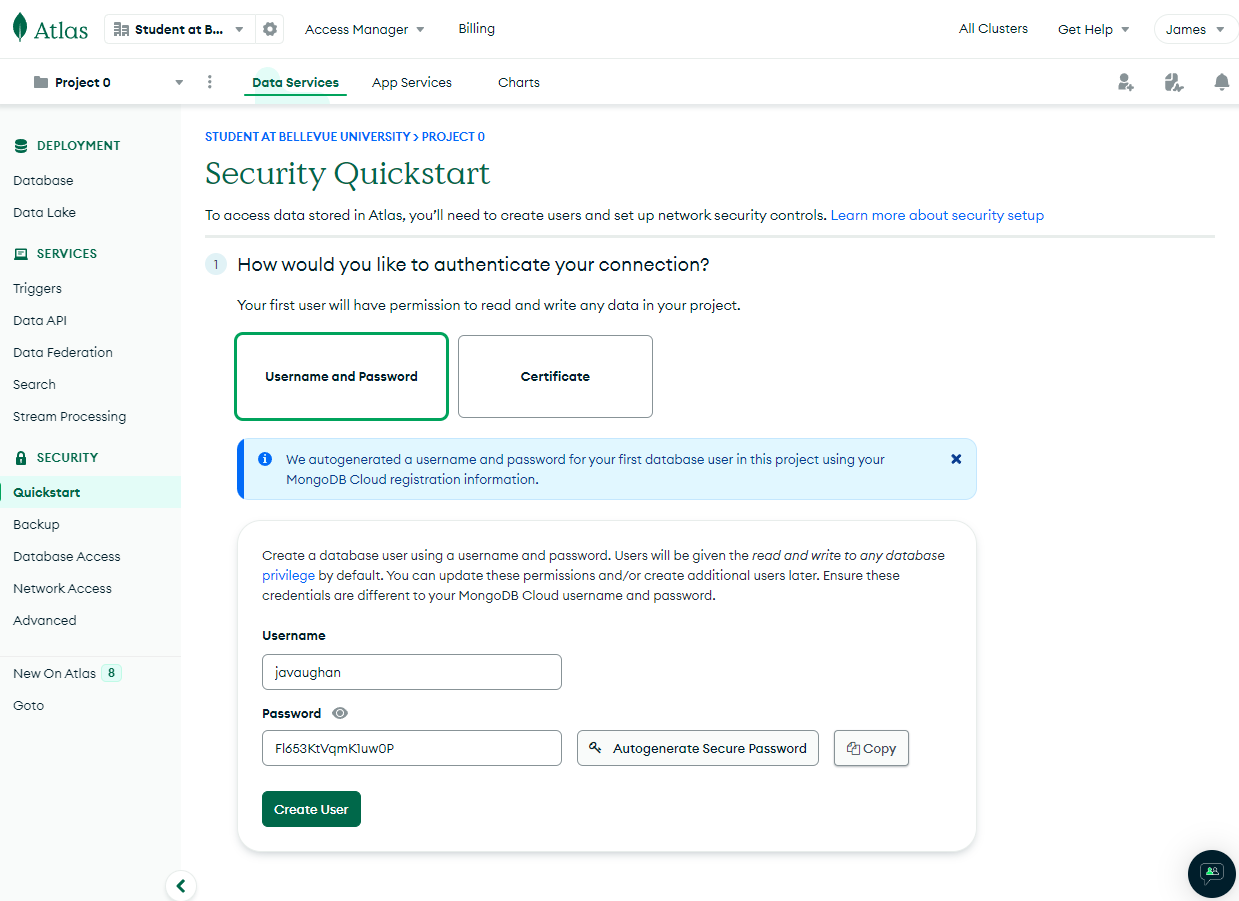 Atlas
Student at B...
Access Manager
Billing
All Clusters
Get Help
James
Project 0
Data Services
App Services
Charts
DEPLOYMENT
Database
Data Lake
SERVICES
Triggers
Data API
Data Federation
Search
Stream Processing
SECURITY
Quickstart
Backup
Database Access
Network Access
Advanced
New On Atlas 8
Goto
STUDENT AT BELLEVUE UNIVERSITY > PROJECT 0
Security Quickstart
To access data stored in Atlas, you’ll need to create users and set up network security controls. Learn more about security setup
1 How would you like to authenticate your connection?
Your first user will have permission to read and write any data in your project.
Username and Password
Certificate
We autogenerated a username and password for your first database user in this project using your
MongoDB Cloud registration information.
Create a database user using a username and password. Users will be given the read and write to any database
privilege by default. You can update these permissions and/or create additional users later. Ensure these
credentials are different to your MongoDB Cloud username and password.
Username
javaughan
Password
Fl653KtVqmK1uw0P
Autogenerate Secure Password
Copy
Create User